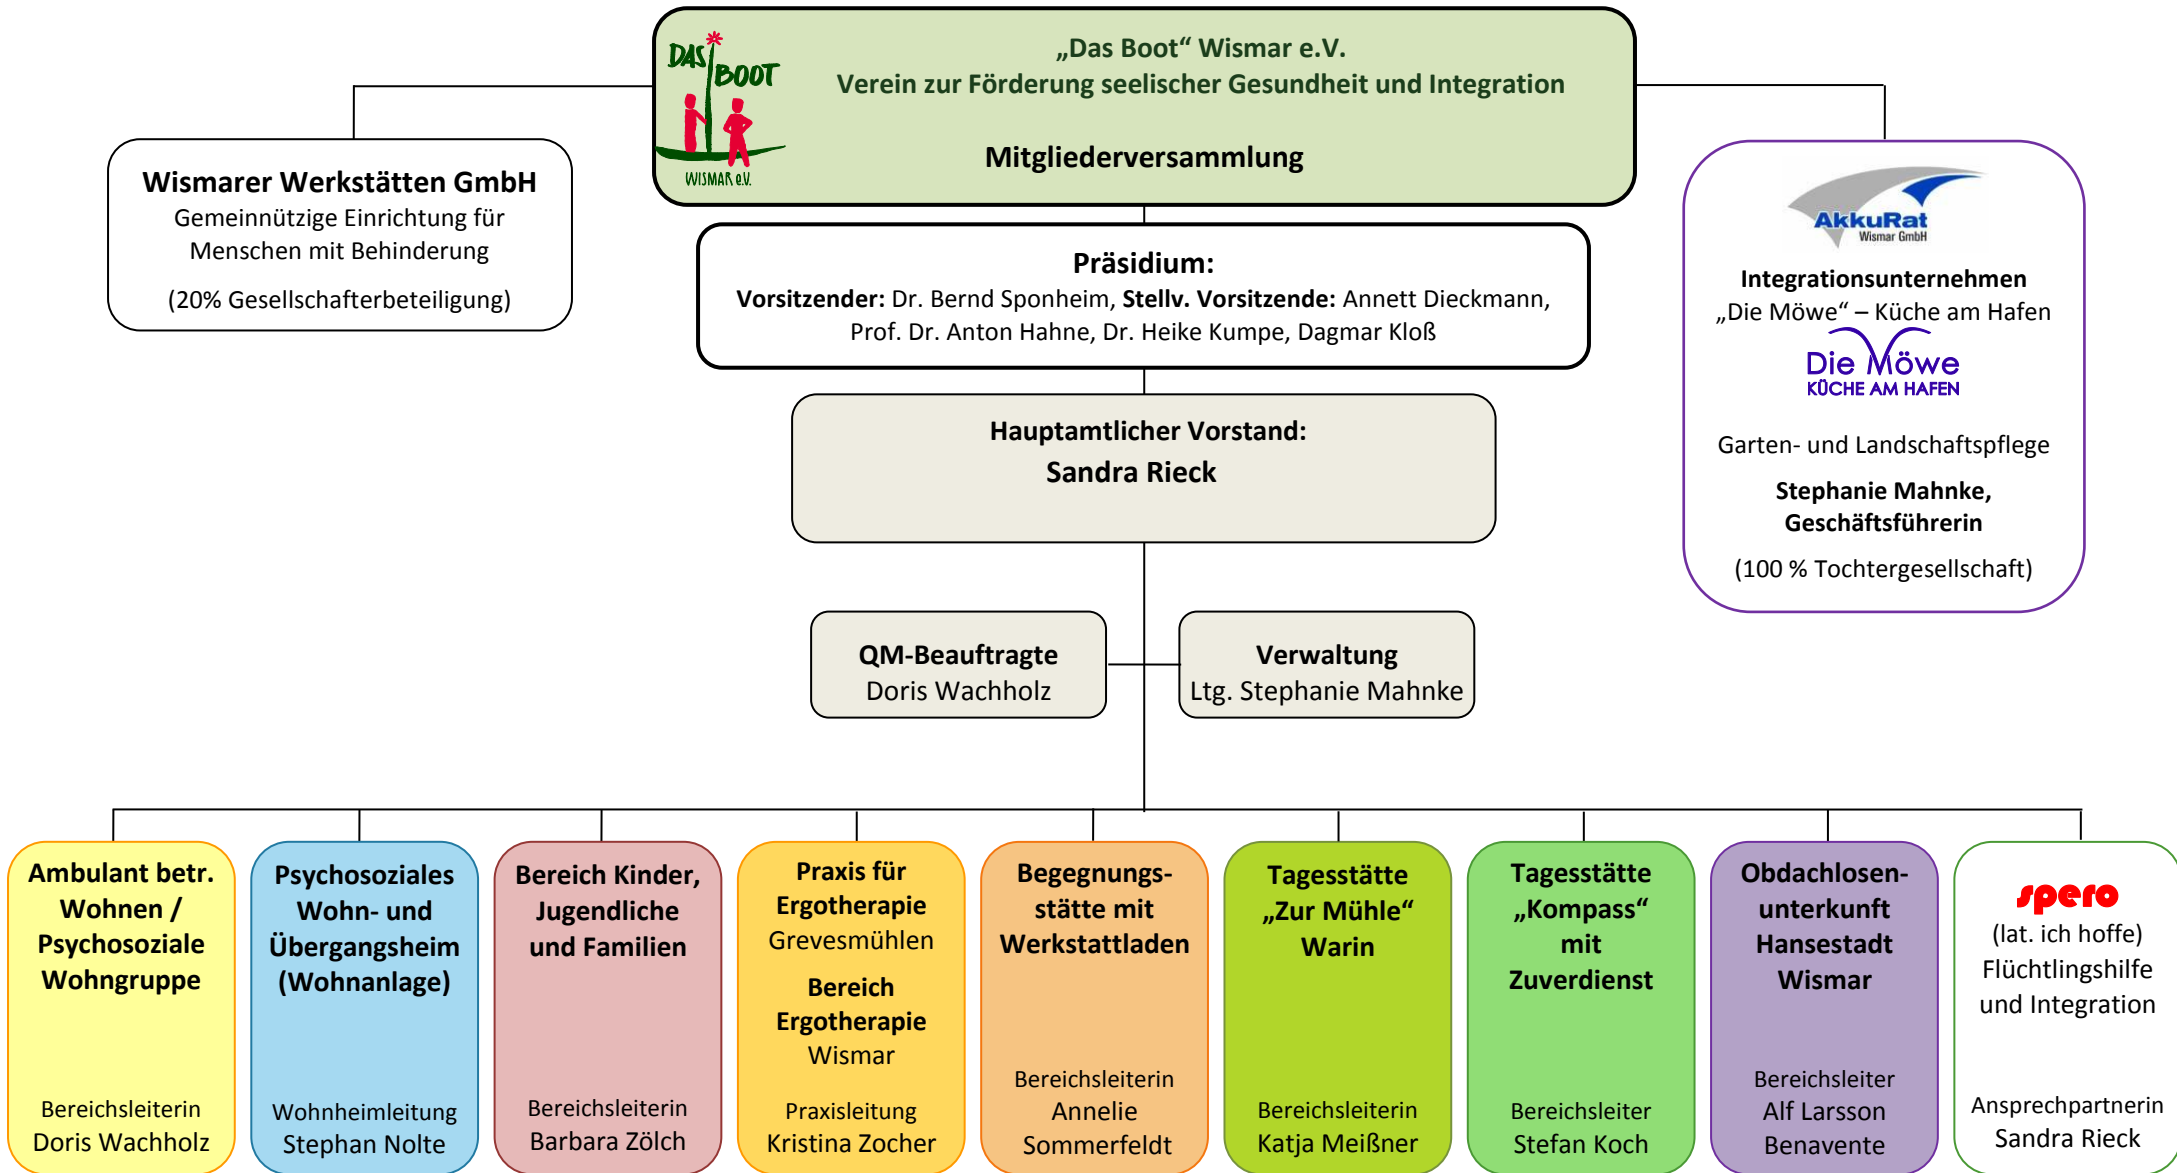 DAS BOOT
WISMAR e.V.
„Das Boot“ Wismar e.V.
Verein zur Förderung seelischer Gesundheit und Integration
Mitgliederversammlung
Wismarer Werkstätten GmbH
Gemeinnützige Einrichtung für
Menschen mit Behinderung
(20% Gesellschafterbeteiligung)
AkkuRat
Wismar GmbH
Integrationsunternehmen
„Die Möwe“ – Küche am Hafen
Die Möwe
KÜCHE AM HAFEN
Garten- und Landschaftspflege
Stephanie Mahnke,
Geschäftsführerin
(100 % Tochtergesellschaft)
Präsidium:
Vorsitzender: Dr. Bernd Sponheim, Stellv. Vorsitzende: Annett Dieckmann,
Prof. Dr. Anton Hahne, Dr. Heike Kumpe, Dagmar Kloß
Hauptamtlicher Vorstand:
Sandra Rieck
QM-Beauftragte
Doris Wachholz
Verwaltung
Ltg. Stephanie Mahnke
Ambulant betr.
Wohnen /
Psychosoziale
Wohngruppe
Bereichsleiterin
Doris Wachholz
Psychosoziales
Wohn- und
Übergangsheim
(Wohnanlage)
Wohnheimleitung
Stephan Nolte
Bereich Kinder,
Jugendliche
und Familien
Bereichsleiterin
Barbara Zölch
Praxis für
Ergotherapie
Grevesmühlen
Bereich
Ergotherapie
Wismar
Praxisleitung
Kristina Zocher
Begegnungs-
stätte mit
Werkstattladen
Bereichsleiterin
Annelie
Sommerfeldt
Tagesstätte
„Zur Mühle“
Warin
Bereichsleiterin
Katja Meißner
Tagesstätte
„Kompass“
mit
Zuverdienst
Bereichsleiter
Stefan Koch
Obdachlosen-
unterkunft
Hansestadt
Wismar
Bereichsleiter
Alf Larsson
Benavente
spero
(lat. ich hoffe)
Flüchtlingshilfe
und Integration
Ansprechpartnerin
Sandra Rieck